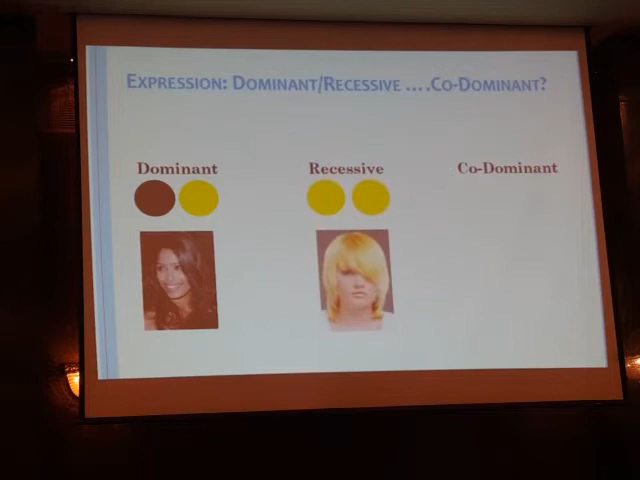 EXPRESSION: DOMINANT/RECESSIVE ....CO-DOMINANT?
Dominant
Recessive
Co-Dominant